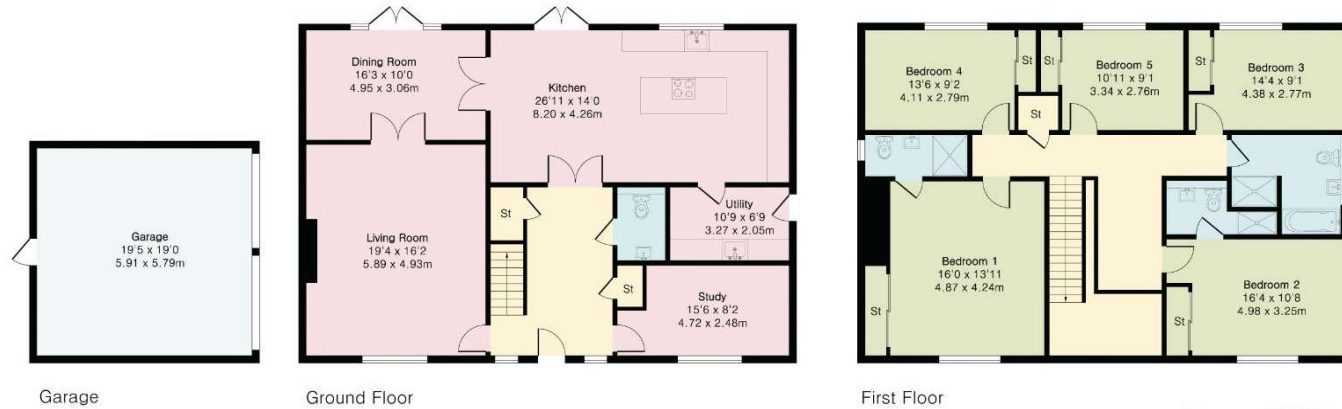 Garage
19'5 x 19'0
5.91 x 5.79m
Garage
Dining Room
16'3 x 10'0
4.95 x 3.06m
Kitchen
26'11 x 14'0
8.20 x 4.26m
Living Room
19'4 x 16'2
5.89 x 4.93m
St
Utility
10'9 x 6'9
3.27 x 2.05m
St
Study
15'6 x 8'2
4.72 x 2.48m
Ground Floor
Bedroom 4
13'6 x 9'2
4.11 x 2.79m
St
St
Bedroom 5
10'11 x 9'1
3.34 x 2.76m
St
Bedroom 3
14'4 x 9'1
4.38 x 2.77m
St
Bedroom 1
16'0 x 13'11
4.87 x 4.24m
St
Bedroom 2
16'4 x 10'8
4.98 x 3.25m
St
First Floor